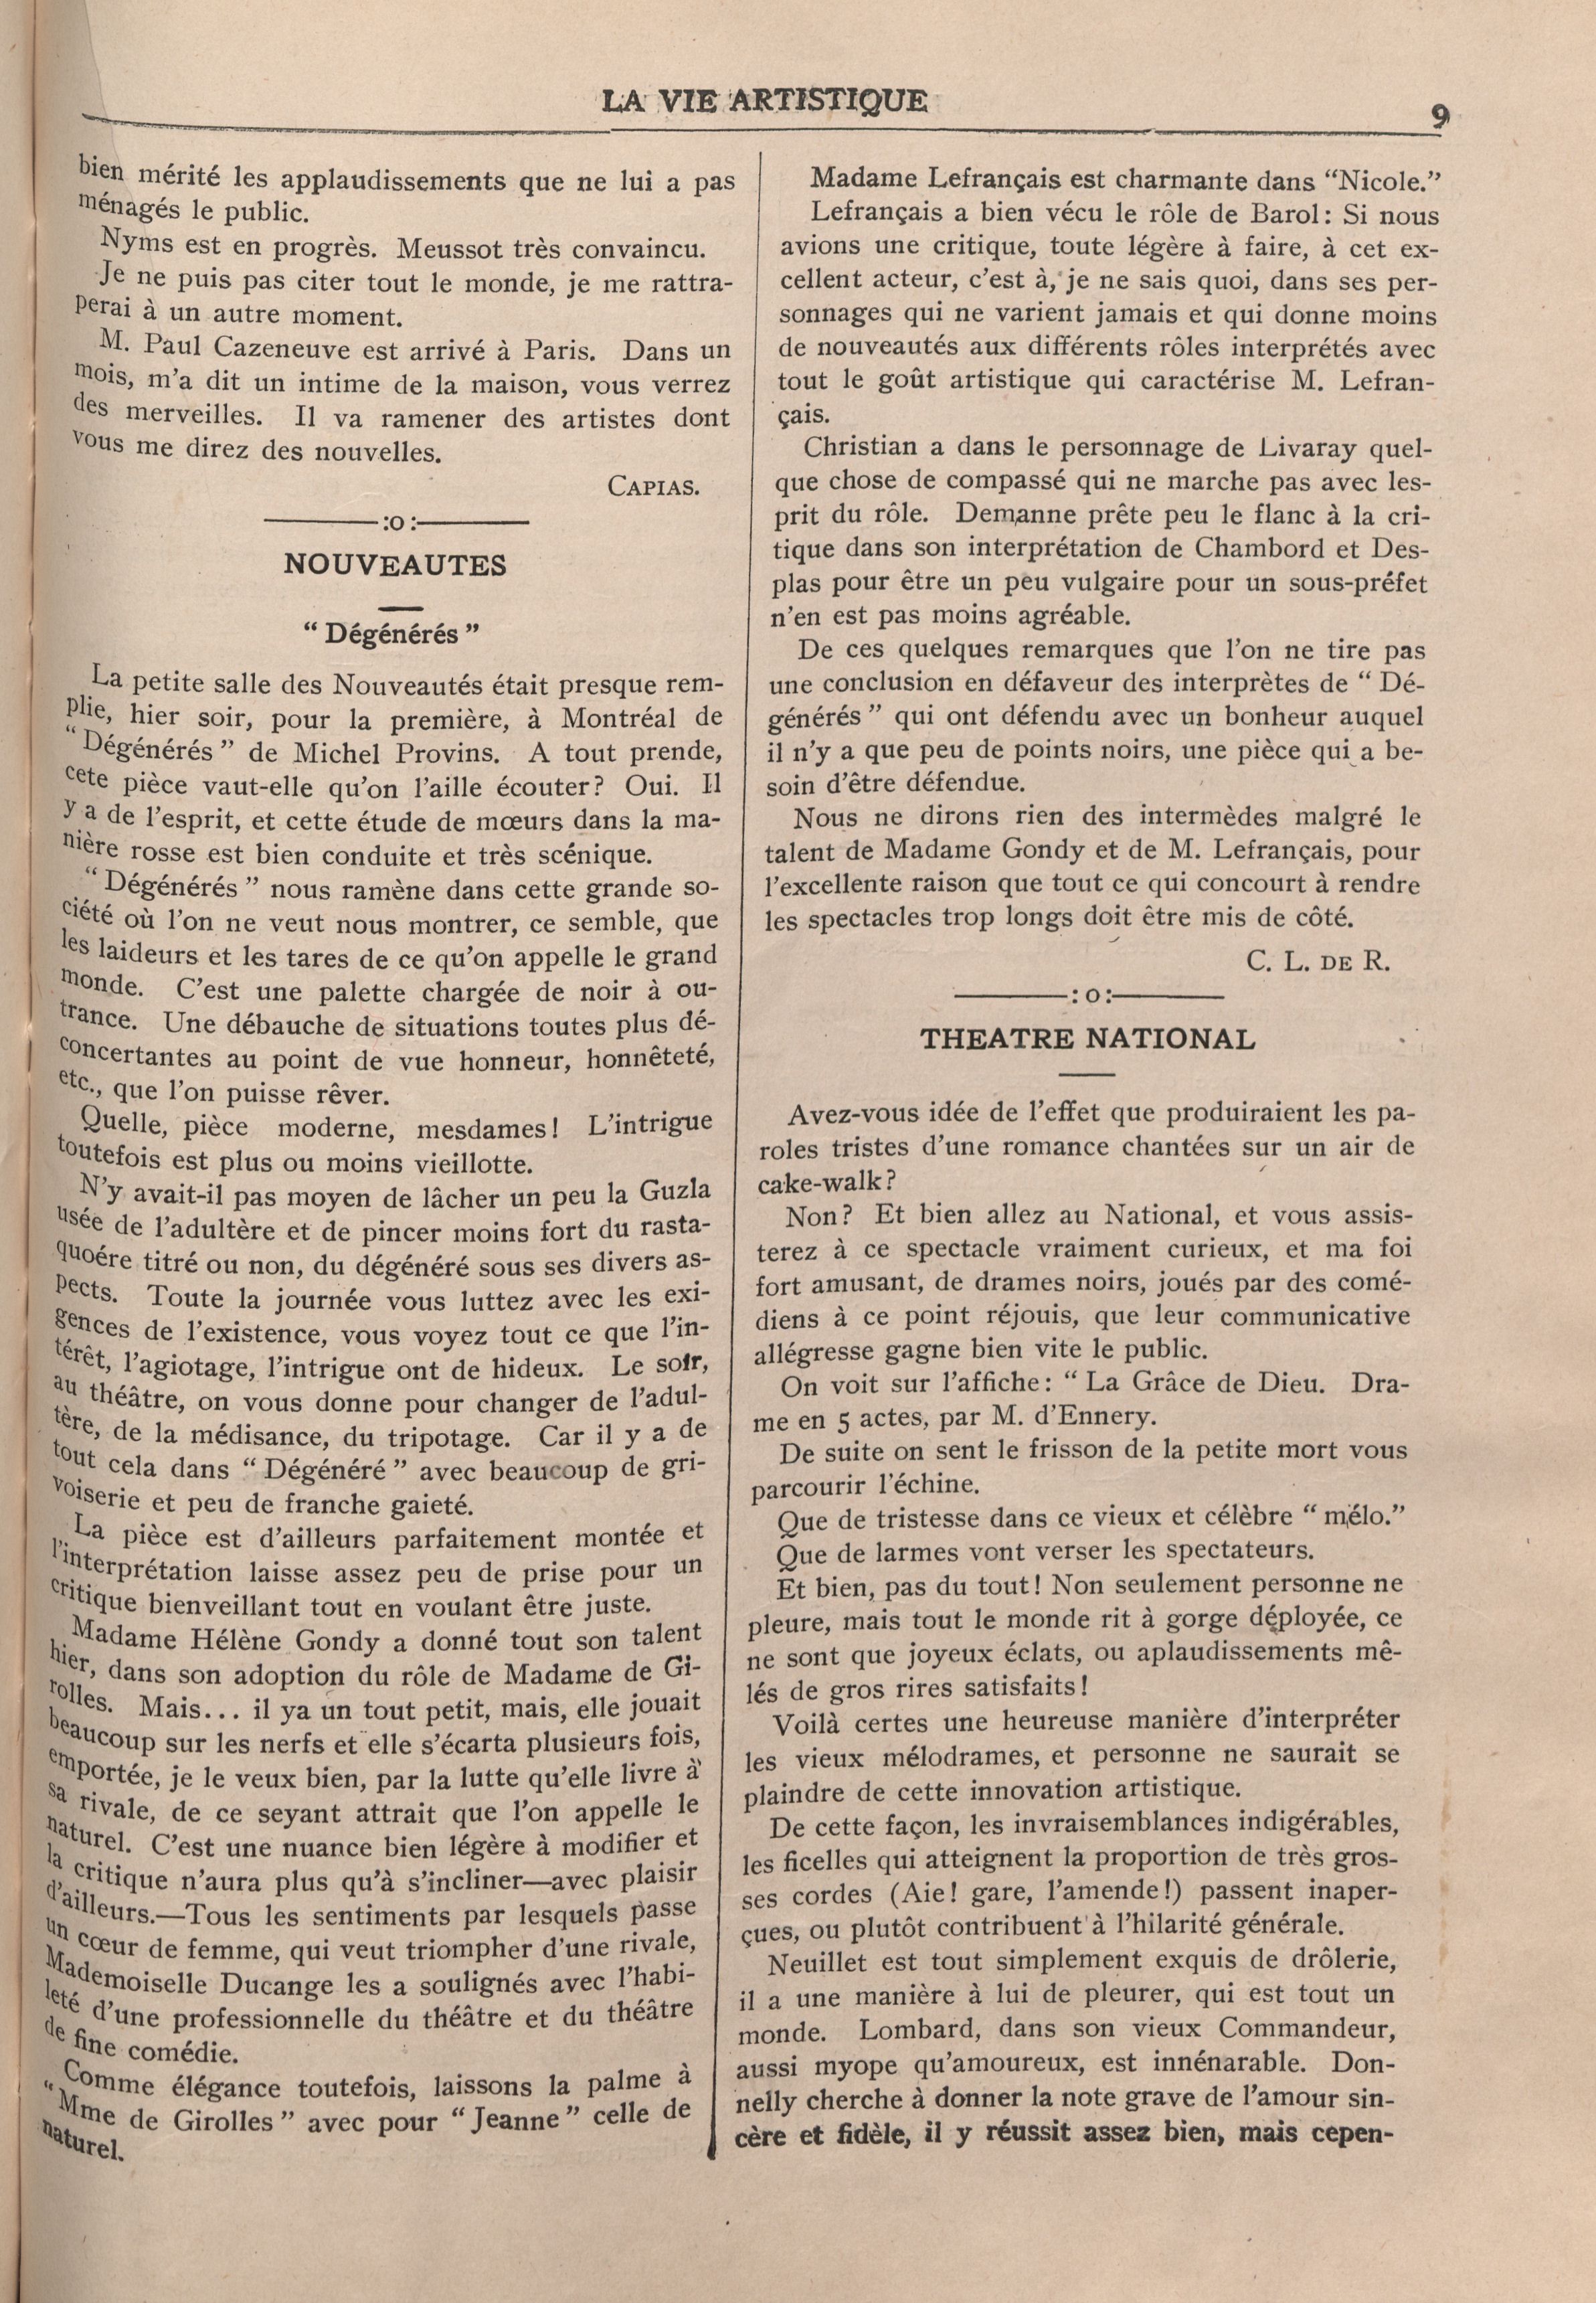 LA VIE ARTISTIQUE
9
bien mérité les applaudissements que ne lui a pas
ménagés le public.
Nyms est en progrès. Meussot très convaincu.
Je ne puis pas citer tout le monde, je me rattra-
perai à un autre moment.
M. Paul Cazeneuve est arrivé à Paris. Dans un
mois, m'a dit un intime de la maison, vous verrez
des merveilles. Il va ramener des artistes dont
vous me direz des nouvelles.
CAPIAS.
:o:
NOUVEAUTES
“ Dégénérés ”
La petite salle des Nouveautés était presque rem-
plie, hier soir, pour la première, à Montréal de
“ Dégénérés ” de Michel Provins. A tout prende,
cete pièce vaut-elle qu'on l'aille écouter? Oui. Il
y a de l'esprit, et cette étude de mœurs dans la ma-
nière rosse est bien conduite et très scénique.
“ Dégénérés ” nous ramène dans cette grande so-
ciété où l'on ne veut nous montrer, ce semble, que
les laideurs et les tares de ce qu'on appelle le grand
monde. C'est une palette chargée de noir à ou-
trance. Une débauche de situations toutes plus dé-
concertantes au point de vue honneur, honnêteté,
etc., que l'on puisse rêver.
Quelle, pièce moderne, mesdames! L'intrigue
toutefois est plus ou moins vieillotte.
N'y avait-il pas moyen de lâcher un peu la Guzla
usée de l'adultère et de pincer moins fort du rasta-
quoére titré ou non, du dégénéré sous ses divers as-
pects. Toute la journée vous luttez avec les exi-
gences de l'existence, vous voyez tout ce que l'in-
térêt, l'agiotage, l'intrigue ont de hideux. Le soir,
au théâtre, on vous donne pour changer de l'adul-
tère, de la médisance, du tripotage. Car il y a de
tout cela dans “ Dégénéré ” avec beaucoup de gri-
voiserie et peu de franche gaieté.
La pièce est d'ailleurs parfaitement montée et
l'interprétation laisse assez peu de prise pour un
critique bienveillant tout en voulant être juste.
Madame Hélène Gondy a donné tout son talent
hier, dans son adoption du rôle de Madame de Gi-
rolles. Mais... il ya un tout petit, mais, elle jouait
beaucoup sur les nerfs et elle s'écarta plusieurs fois,
emportée, je le veux bien, par la lutte qu'elle livre à
sa rivale, de ce seyant attrait que l'on appelle le
naturel. C'est une nuance bien légère à modifier et
la critique n'aura plus qu'à s'incliner—avec plaisir
d'ailleurs.—Tous les sentiments par lesquels passe
un cœur de femme, qui veut triompher d'une rivale,
Mademoiselle Ducange les a soulignés avec l'habi-
leté d'une professionnelle du théâtre et du théâtre
de fine comédie.
Comme élégance toutefois, laissons la palme à
“ Mme de Girolles ” avec pour “ Jeanne ” celle de
naturel.
Madame Lefrançais est charmante dans “Nicole.”
Lefrançais a bien vécu le rôle de Barol: Si nous
avions une critique, toute légère à faire, à cet ex-
cellent acteur, c'est à, je ne sais quoi, dans ses per-
sonnages qui ne varient jamais et qui donne moins
de nouveautés aux différents rôles interprétés avec
tout le goût artistique qui caractérise M. Lefran-
çais.
Christian a dans le personnage de Livaray quel-
que chose de compassé qui ne marche pas avec les-
prit du rôle. Demanne prête peu le flanc à la cri-
tique dans son interprétation de Chambord et Des-
plas pour être un peu vulgaire pour un sous-préfet
n'en est pas moins agréable.
De ces quelques remarques que l'on ne tire pas
une conclusion en défaveur des interprètes de “ Dé-
générés ” qui ont défendu avec un bonheur auquel
il n'y a que peu de points noirs, une pièce qui a be-
soin d'être défendue.
Nous ne dirons rien des intermèdes malgré le
talent de Madame Gondy et de M. Lefrançais, pour
l'excellente raison que tout ce qui concourt à rendre
les spectacles trop longs doit être mis de côté.
C. L. DE R.
:o:
THEATRE NATIONAL
Avez-vous idée de l'effet que produiraient les pa-
roles tristes d'une romance chantées sur un air de
cake-walk?
Non? Et bien allez au National, et vous assis-
terez à ce spectacle vraiment curieux, et ma foi
fort amusant, de drames noirs, joués par des comé-
diens à ce point réjouis, que leur communicative
allégresse gagne bien vite le public.
On voit sur l'affiche: “ La Grâce de Dieu. Dra-
me en 5 actes, par M. d'Ennery.
De suite on sent le frisson de la petite mort vous
parcourir l'échine.
Que de tristesse dans ce vieux et célèbre “ mélo.”
Que de larmes vont verser les spectateurs.
Et bien, pas du tout! Non seulement personne ne
pleure, mais tout le monde rit à gorge déployée, ce
ne sont que joyeux éclats, ou aplaudissements mê-
lés de gros rires satisfaits!
Voilà certes une heureuse manière d'interpréter
les vieux mélodrames, et personne ne saurait se
plaindre de cette innovation artistique.
De cette façon, les invraisemblances indigérables,
les ficelles qui atteignent la proportion de très gros-
ses cordes (Aie! gare, l'amende!) passent inaper-
çues, ou plutôt contribuent à l'hilarité générale.
Neuillet est tout simplement exquis de drôlerie,
il a une manière à lui de pleurer, qui est tout un
monde. Lombard, dans son vieux Commandeur,
aussi myope qu'amoureux, est innénarable. Don-
nelly cherche à donner la note grave de l'amour sin-
cère et fidèle, il y réussit assez bien, mais cepen-